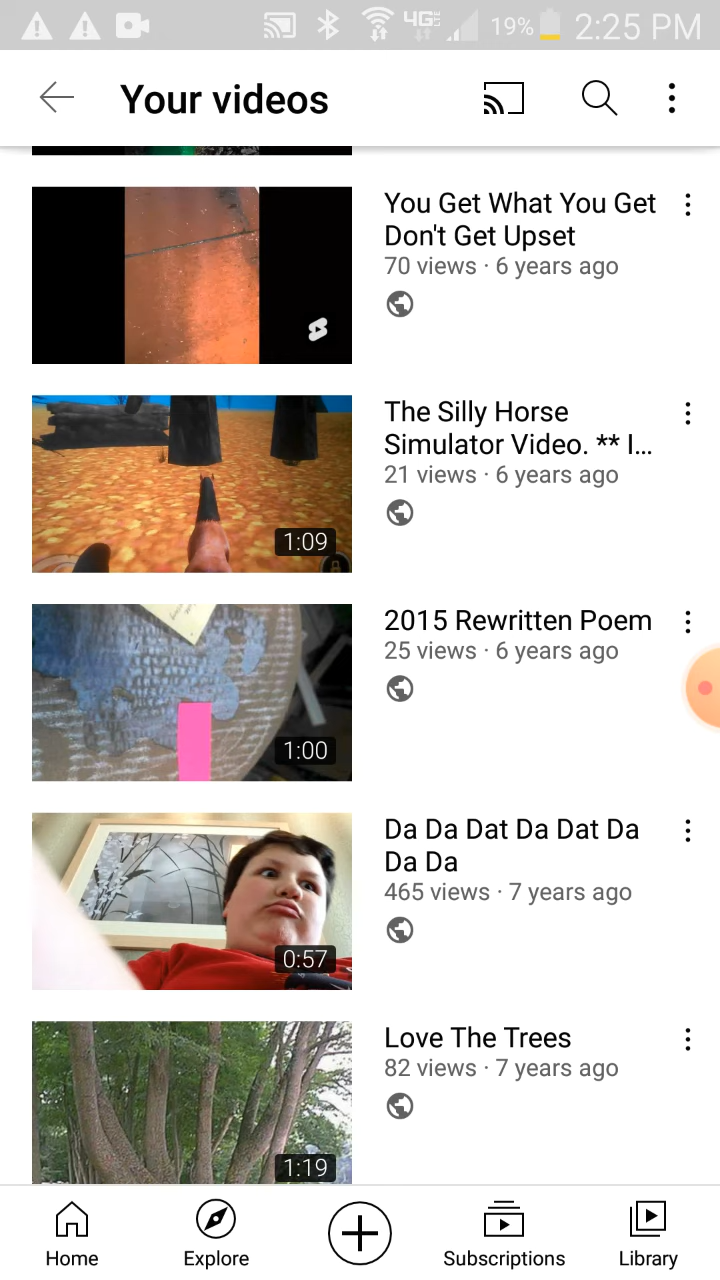 4G 19% 2:25 PM
Your videos
You Get What You Get
Don't Get Upset
70 views · 6 years ago
The Silly Horse
Simulator Video. ** I...
21 views · 6 years ago
1:09
2015 Rewritten Poem
25 views · 6 years ago
1:00
Da Da Dat Da Dat Da
Da Da
465 views · 7 years ago
0:57
Love The Trees
82 views · 7 years ago
1:19
Home Explore Subscriptions Library